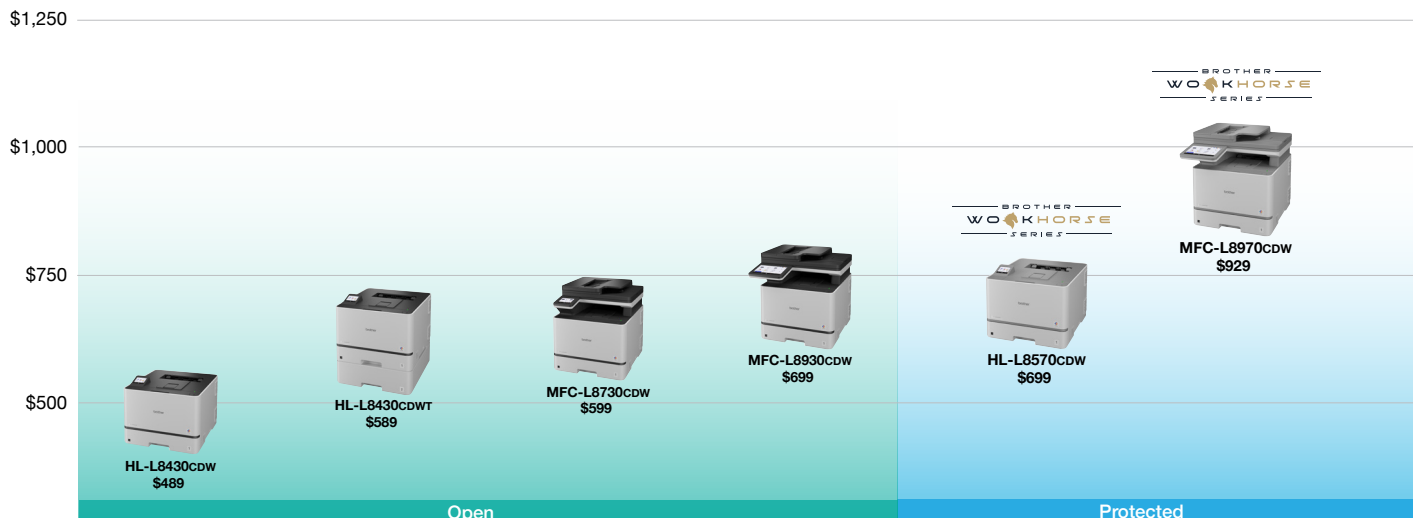 $1,250
BROTHER
WORKHORSE
SERIES
$1,000
BROTHER
WORKHORSE
SERIES
MFC-L8970CDW
$929
$750
MFC-L8930CDW
$699
HL-L8570CDW
$699
MFC-L8730CDW
$599
HL-L8430CDWT
$589
$500
HL-L8430CDW
$489
Open
Protected